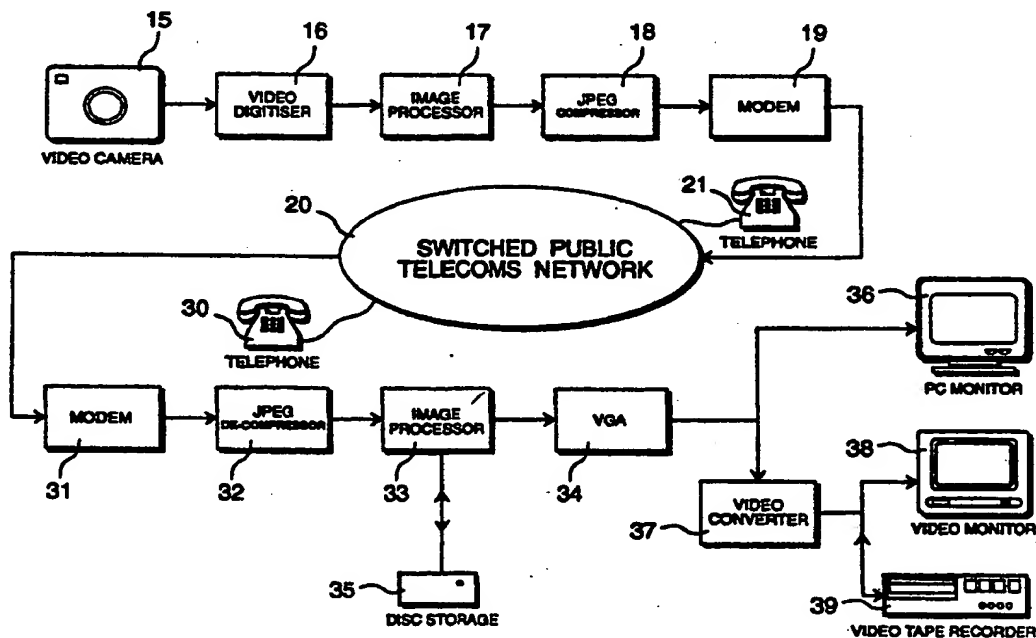 15
16
17
18
19
VIDEO CAMERA
VIDEO
DIGITISER
IMAGE
PROCESSOR
JPEG
COMPRESSOR
MODEM
20
SWITCHED PUBLIC
TELECOMS NETWORK
21
TELEPHONE
30
TELEPHONE
36
PC MONITOR
MODEM
31
JPEG
DE-COMPRESSOR
32
IMAGE
PROCESSOR
33
VGA
34
35
DISC STORAGE
VIDEO
CONVERTER
37
38
VIDEO MONITOR
39
VIDEO TAPE RECORDER